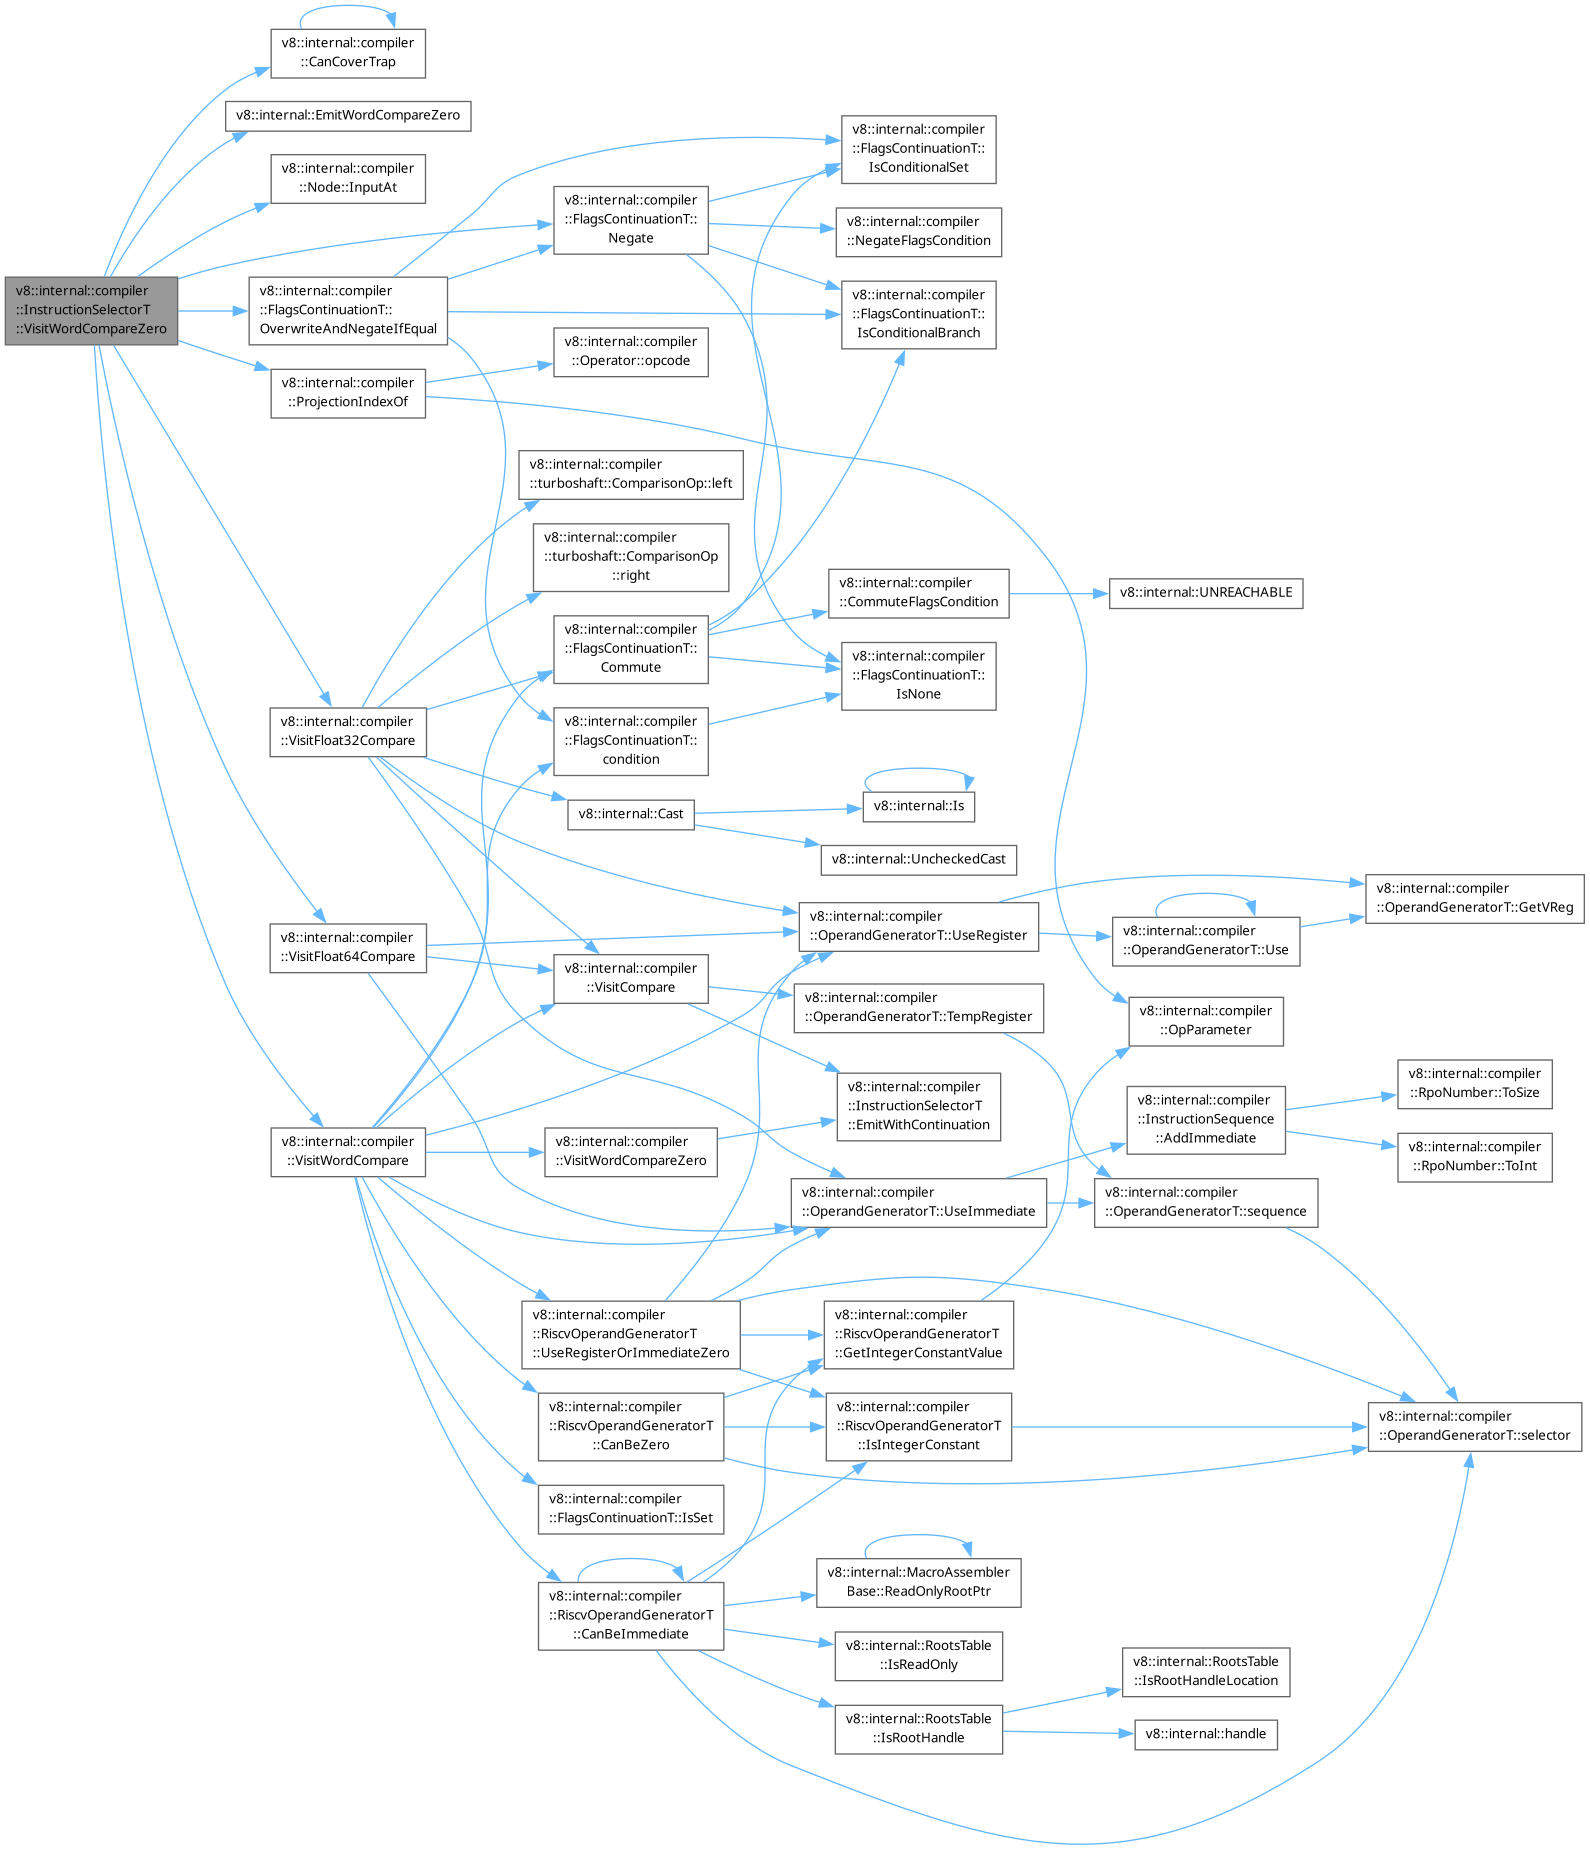 v8::internal::compiler
::InstructionSelectorT
::VisitWordCompareZero
v8::internal::compiler
::CanCoverTrap
v8::internal::EmitWordCompareZero
v8::internal::compiler
::Node::InputAt
v8::internal::compiler
::FlagsContinuationT::
OverwriteAndNegateIfEqual
v8::internal::compiler
::ProjectionIndexOf
v8::internal::compiler
::VisitFloat32Compare
v8::internal::compiler
::VisitFloat64Compare
v8::internal::compiler
::VisitWordCompare
v8::internal::compiler
::FlagsContinuationT::
Negate
v8::internal::compiler
::Operator::opcode
v8::internal::compiler
::turboshaft::ComparisonOp::left
v8::internal::compiler
::turboshaft::ComparisonOp
::right
v8::internal::compiler
::FlagsContinuationT::
Commute
v8::internal::compiler
::FlagsContinuationT::
condition
v8::internal::Cast
v8::internal::compiler
::VisitCompare
v8::internal::compiler
::VisitWordCompareZero
v8::internal::compiler
::RiscvOperandGeneratorT
::UseRegisterOrImmediateZero
v8::internal::compiler
::RiscvOperandGeneratorT
::CanBeZero
v8::internal::compiler
::FlagsContinuationT::IsSet
v8::internal::compiler
::RiscvOperandGeneratorT
::CanBeImmediate
v8::internal::compiler
::FlagsContinuationT::
IsConditionalSet
v8::internal::compiler
::NegateFlagsCondition
v8::internal::compiler
::FlagsContinuationT::
IsConditionalBranch
v8::internal::compiler
::CommuteFlagsCondition
v8::internal::compiler
::FlagsContinuationT::
IsNone
v8::internal::Is
v8::internal::UncheckedCast
v8::internal::compiler
::OperandGeneratorT::UseRegister
v8::internal::compiler
::OperandGeneratorT::TempRegister
v8::internal::compiler
::InstructionSelectorT
::EmitWithContinuation
v8::internal::compiler
::OperandGeneratorT::UseImmediate
v8::internal::compiler
::RiscvOperandGeneratorT
::GetIntegerConstantValue
v8::internal::compiler
::RiscvOperandGeneratorT
::IsIntegerConstant
v8::internal::MacroAssembler
Base::ReadOnlyRootPtr
v8::internal::RootsTable
::IsReadOnly
v8::internal::RootsTable
::IsRootHandle
v8::internal::UNREACHABLE
v8::internal::compiler
::OperandGeneratorT::Use
v8::internal::compiler
::OpParameter
v8::internal::compiler
::InstructionSequence
::AddImmediate
v8::internal::compiler
::OperandGeneratorT::sequence
v8::internal::RootsTable
::IsRootHandleLocation
v8::internal::handle
v8::internal::compiler
::OperandGeneratorT::GetVReg
v8::internal::compiler
::RpoNumber::ToSize
v8::internal::compiler
::RpoNumber::ToInt
v8::internal::compiler
::OperandGeneratorT::selector